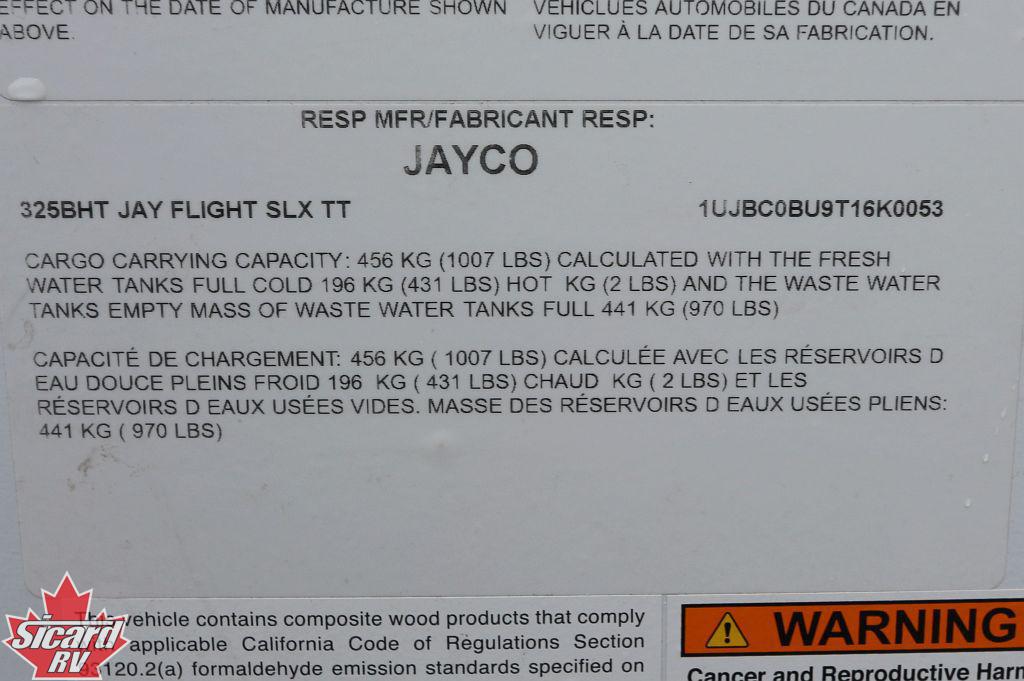 EFFECT ON THE DATE OF MANUFACTURE SHOWN
ABOVE.
VEHICLUES AUTOMOBILES DU CANADA EN
VIGUER À LA DATE DE SA FABRICATION.
RESP MFR/FABRICANT RESP:
JAYCO
325BHT JAY FLIGHT SLX TT
1UJBC0BU9T16K0053
CARGO CARRYING CAPACITY: 456 KG (1007 LBS) CALCULATED WITH THE FRESH
WATER TANKS FULL COLD 196 KG (431 LBS) HOT KG (2 LBS) AND THE WASTE WATER
TANKS EMPTY MASS OF WASTE WATER TANKS FULL 441 KG (970 LBS)
CAPACITÉ DE CHARGEMENT: 456 KG ( 1007 LBS) CALCULÉE AVEC LES RÉSERVOIRS D
EAU DOUCE PLEINS FROID 196 KG ( 431 LBS) CHAUD KG ( 2 LBS) ET LES
RÉSERVOIRS D EAUX USÉES VIDES. MASSE DES RÉSERVOIRS D EAUX USÉES PLIENS:
441 KG ( 970 LBS)
This vehicle contains composite wood products that comply
applicable California Code of Regulations Section
93120.2(a) formaldehyde emission standards specified on
WARNING
Cancer and Reproductive Harm
Sicard
RV